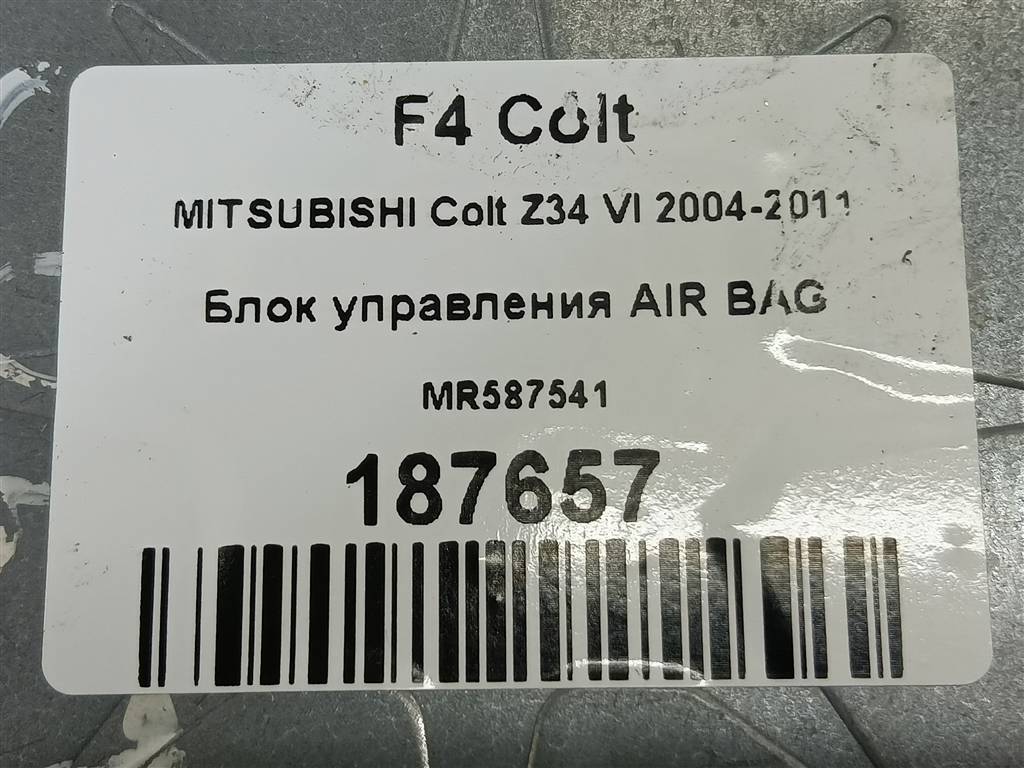 F4 Colt
MITSUBISHI Colt Z34 VI 2004-2011
Блок управления AIR BAG
MR587541
187657